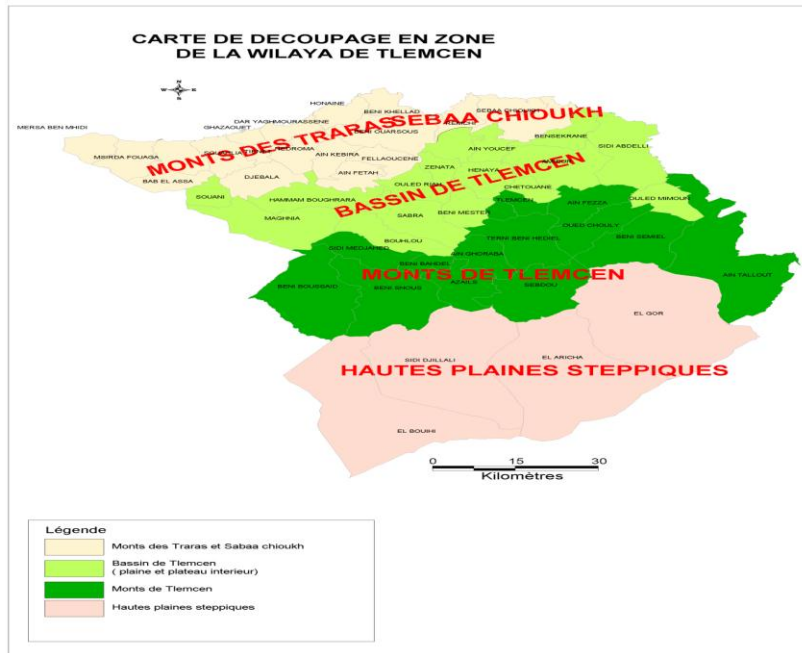 CARTE DE DECOUPAGE EN ZONE
DE LA WILAYA DE TLEMCEN
N
W E
S
HONAINE
BENI KHELLAD
SEBAA CHIOUKH
MERSA BEN MHIDI
DAR YAGHMOURASSENE
GHAZAOUET
SEBAA CHIOUKH
REMCHI
BENI OUARSOUS
BENSEKRANE
MONTS DES TRARAS
NEDROMA
MSIRDA FOUAGA
AIN KEBIRA
FELLAOUCENE
AIN YOUCEF
SIDI ABDELLI
BAB EL ASSA
DJEBALA
AIN FETAH
ZENATA
HENAYA
OULED RIAH
CHETOUANE
BASSIN DE TLEMCEN
SOUANI
HAMMAM BOUGHRARA
TLEMCEN
AIN FEZZA
OULED MIMOUN
MAGHNIA
SABRA
BENI MESTER
OUED CHOULY
BOUHLOU
TERNI BENI HEDIEL
BENI SEMIEL
SIDI MEDJAHED
AIN GHORABA
BENI BAHDEL
MONTS DE TLEMCEN
AIN TALLOUT
BENI BOUSSAID
BENI SNOUS
AZAILS
SEBDOU
EL GOR
SIDI DJILLALI
EL ARICHA
HAUTES PLAINES STEPPIQUES
EL BOUIHI
0 15 30
Kilomètres
Légende
Monts des Traras et Sabaa chioukh
Bassin de Tlemcen
( plaine et plateau interieur)
Monts de Tlemcen
Hautes plaines steppiques